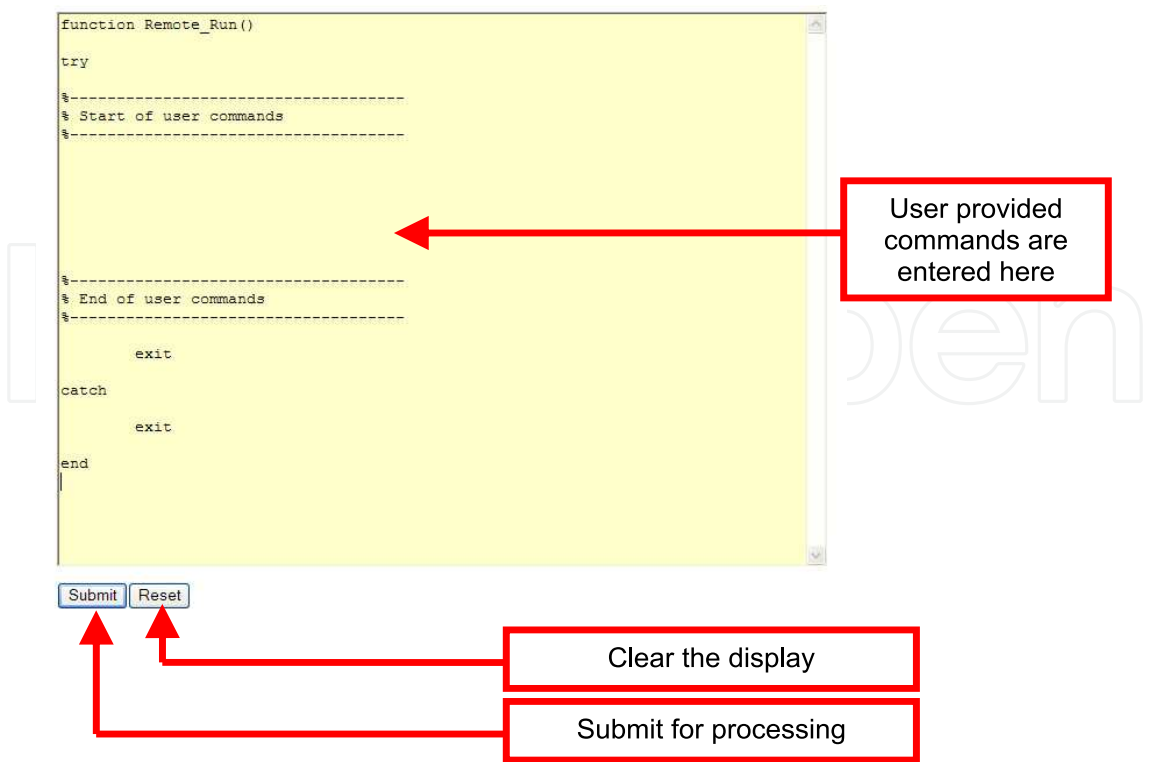 function Remote_Run()
try
%------------------------------------
% Start of user commands
%------------------------------------
User provided
commands are
entered here
%------------------------------------
% End of user commands
%------------------------------------
exit
catch
exit
end
Submit Reset
Clear the display
Submit for processing